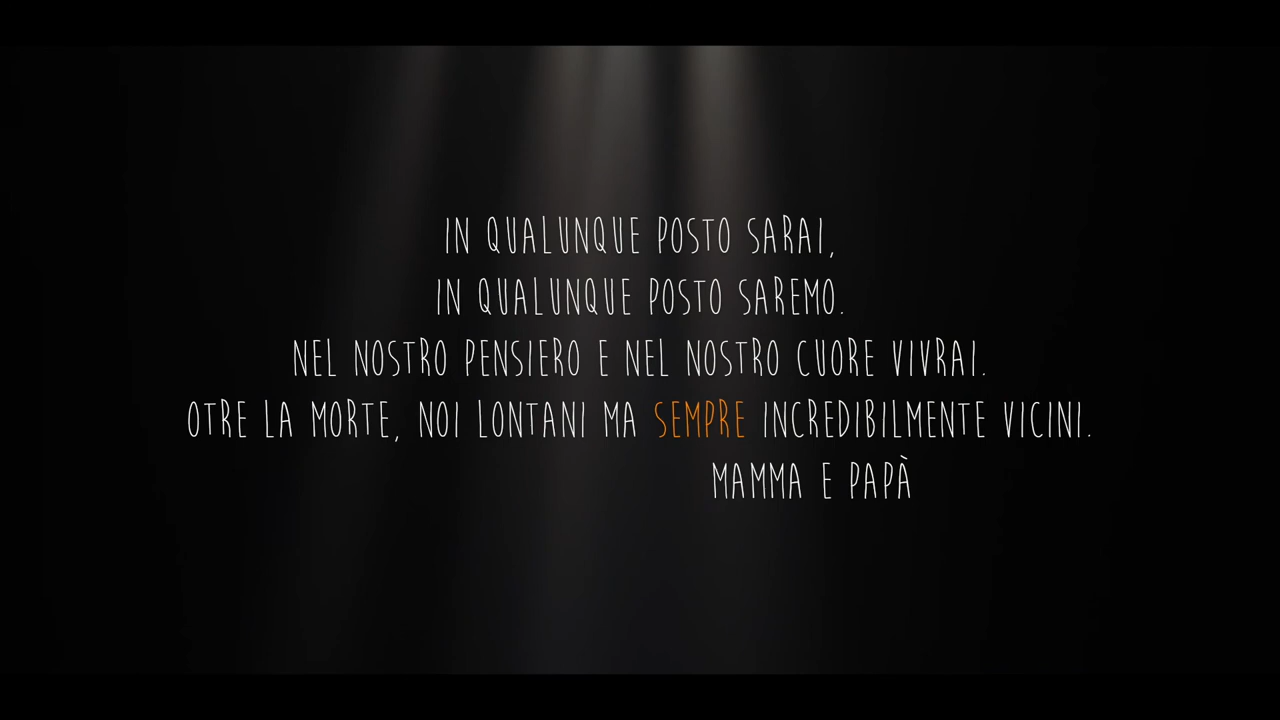 IN QUALUNQUE POSTO SARAI,
IN QUALUNQUE POSTO SAREMO.
NEL NOSTRO PENSIERO E NEL NOSTRO CUORE VIVRAI.
OTRE LA MORTE, NOI LONTANI MA SEMPRE INCREDIBILMENTE VICINI.
MAMMA E PAPÀ